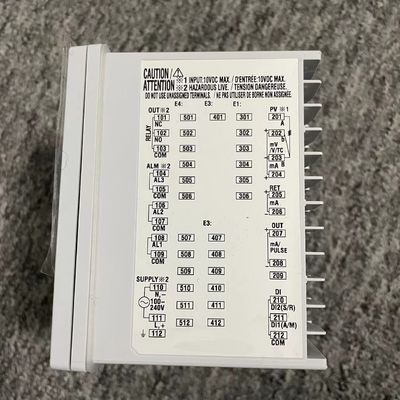 CAUTION/ ※1 INPUT:10VDC MAX. / D'ENTRÉE:10VDC MAX.
ATTENTION ※2 HAZARDOUS LIVE. / TENSION DANGEREUSE.
DO NOT USE UNASSIGNED TERMINALS. / NE PAS UTILISER DE BORNE NON ASSIGNEE.
OUT※2 E4: E3: E1: PV※1
101 501 401 301 201
NC A
RELAY 102 502 302 + 202
NO b
mV
/V/TC
103 503 303 203
COM mA B
ALM※2
104 504 304 204
AL3 mA
RET
105 505 305 + 205
COM mA
106 506 306 - 206
AL2
107 E3: OUT
COM
108 507 407 + 207
AL1 mA/
PULSE
109 508 408 - 208
COM
509 409 209
SUPPLY※2 DI
110 510 410 210
N,- DI2(S/R)
100-
240V
111 511 411 211
L,+ DI1(A/M)
112 512 412 212
COM